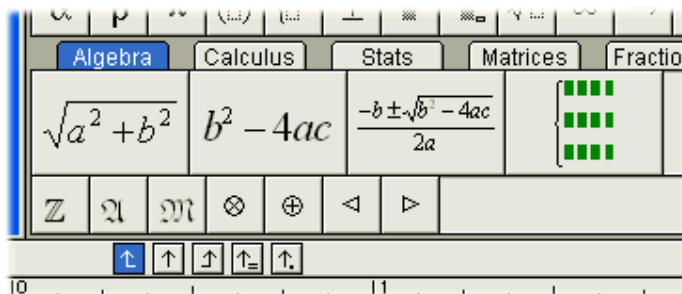 Algebra Calculus Stats Matrices Fractio
√a² + b² b² − 4ac −b ± √b² − 4ac / 2a
ℤ 𝔄 𝔐 ⊗ ⊕ ◁ ▷
0 1